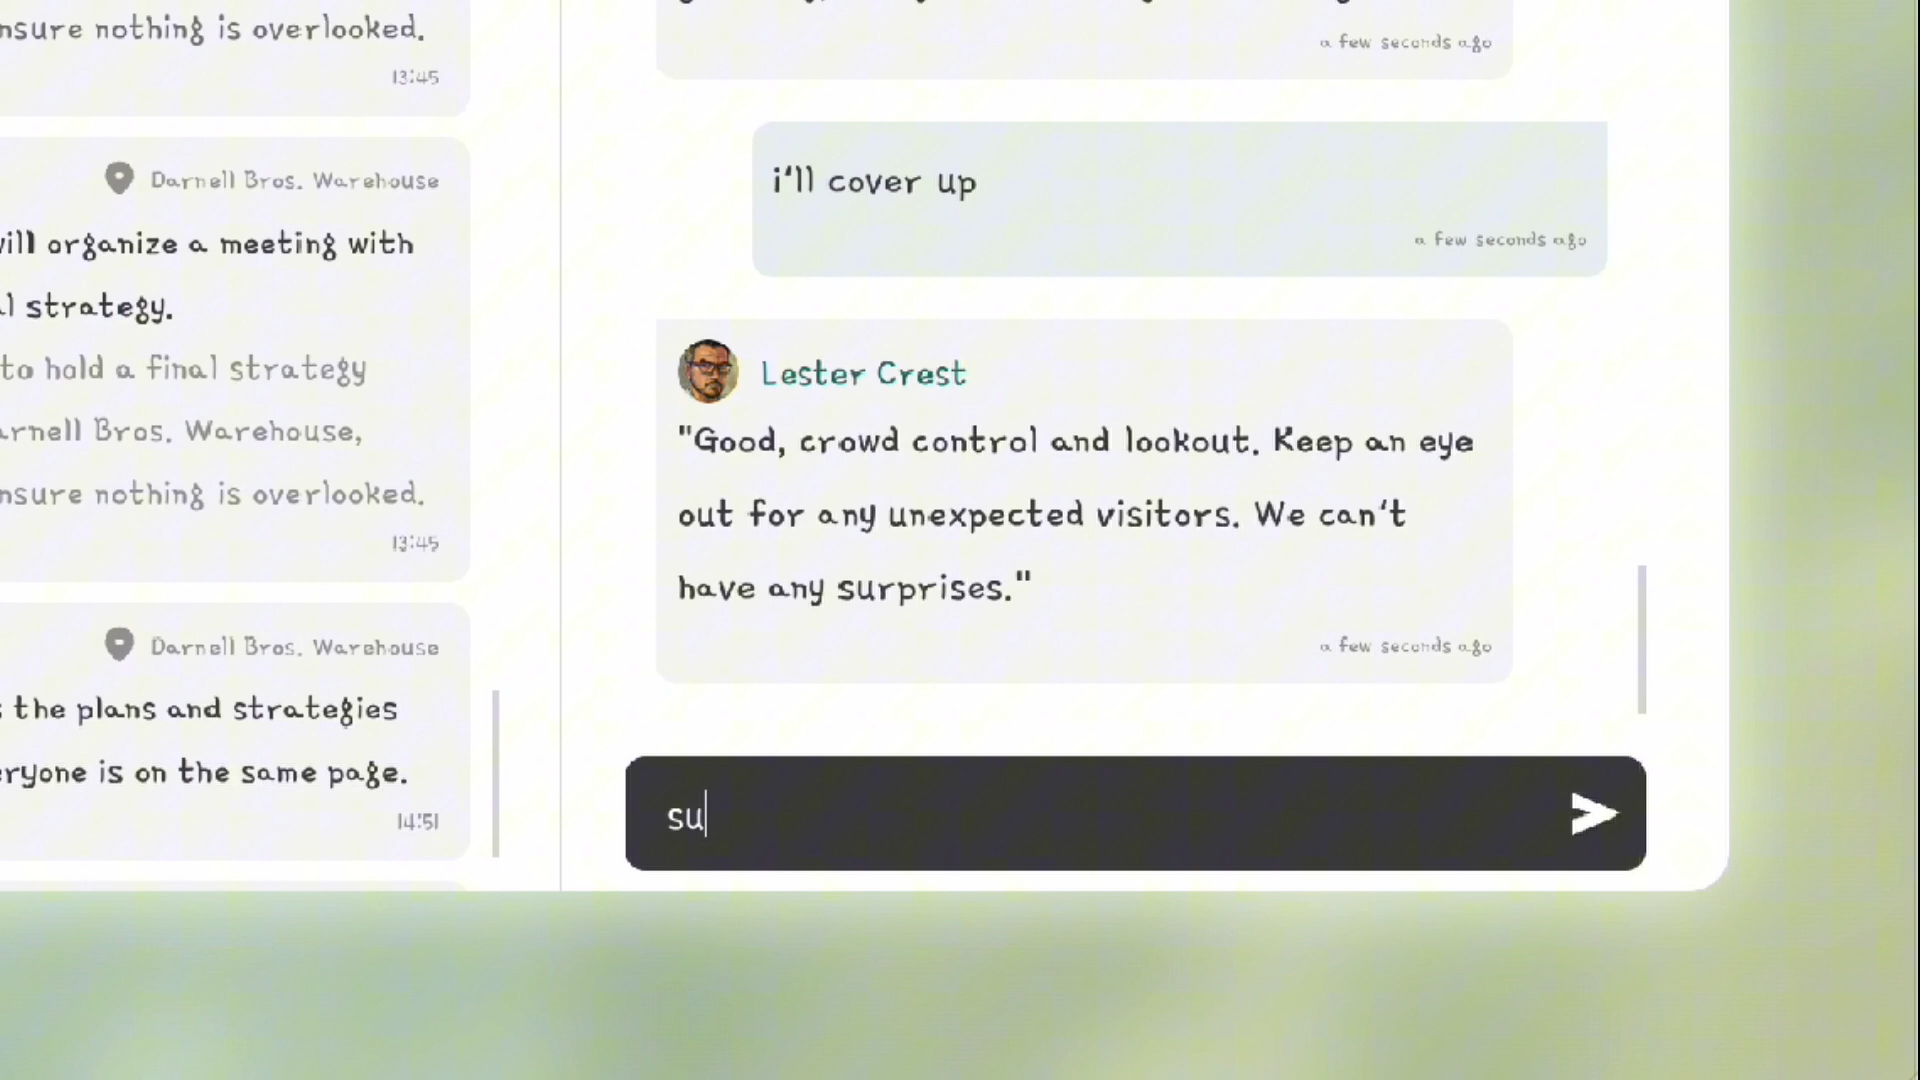 nsure nothing is overlooked.
13:45
Darnell Bros. Warehouse
will organize a meeting with
strategy.
to hold a final strategy
Bros. Warehouse,
nsure nothing is overlooked.
13:45
Darnell Bros. Warehouse
the plans and strategies
eryone is on the same page.
14:51
a few seconds ago
i'll cover up
a few seconds ago
Lester Crest
"Good, crowd control and lookout. Keep an eye
out for any unexpected visitors. We can't
have any surprises."
a few seconds ago
su